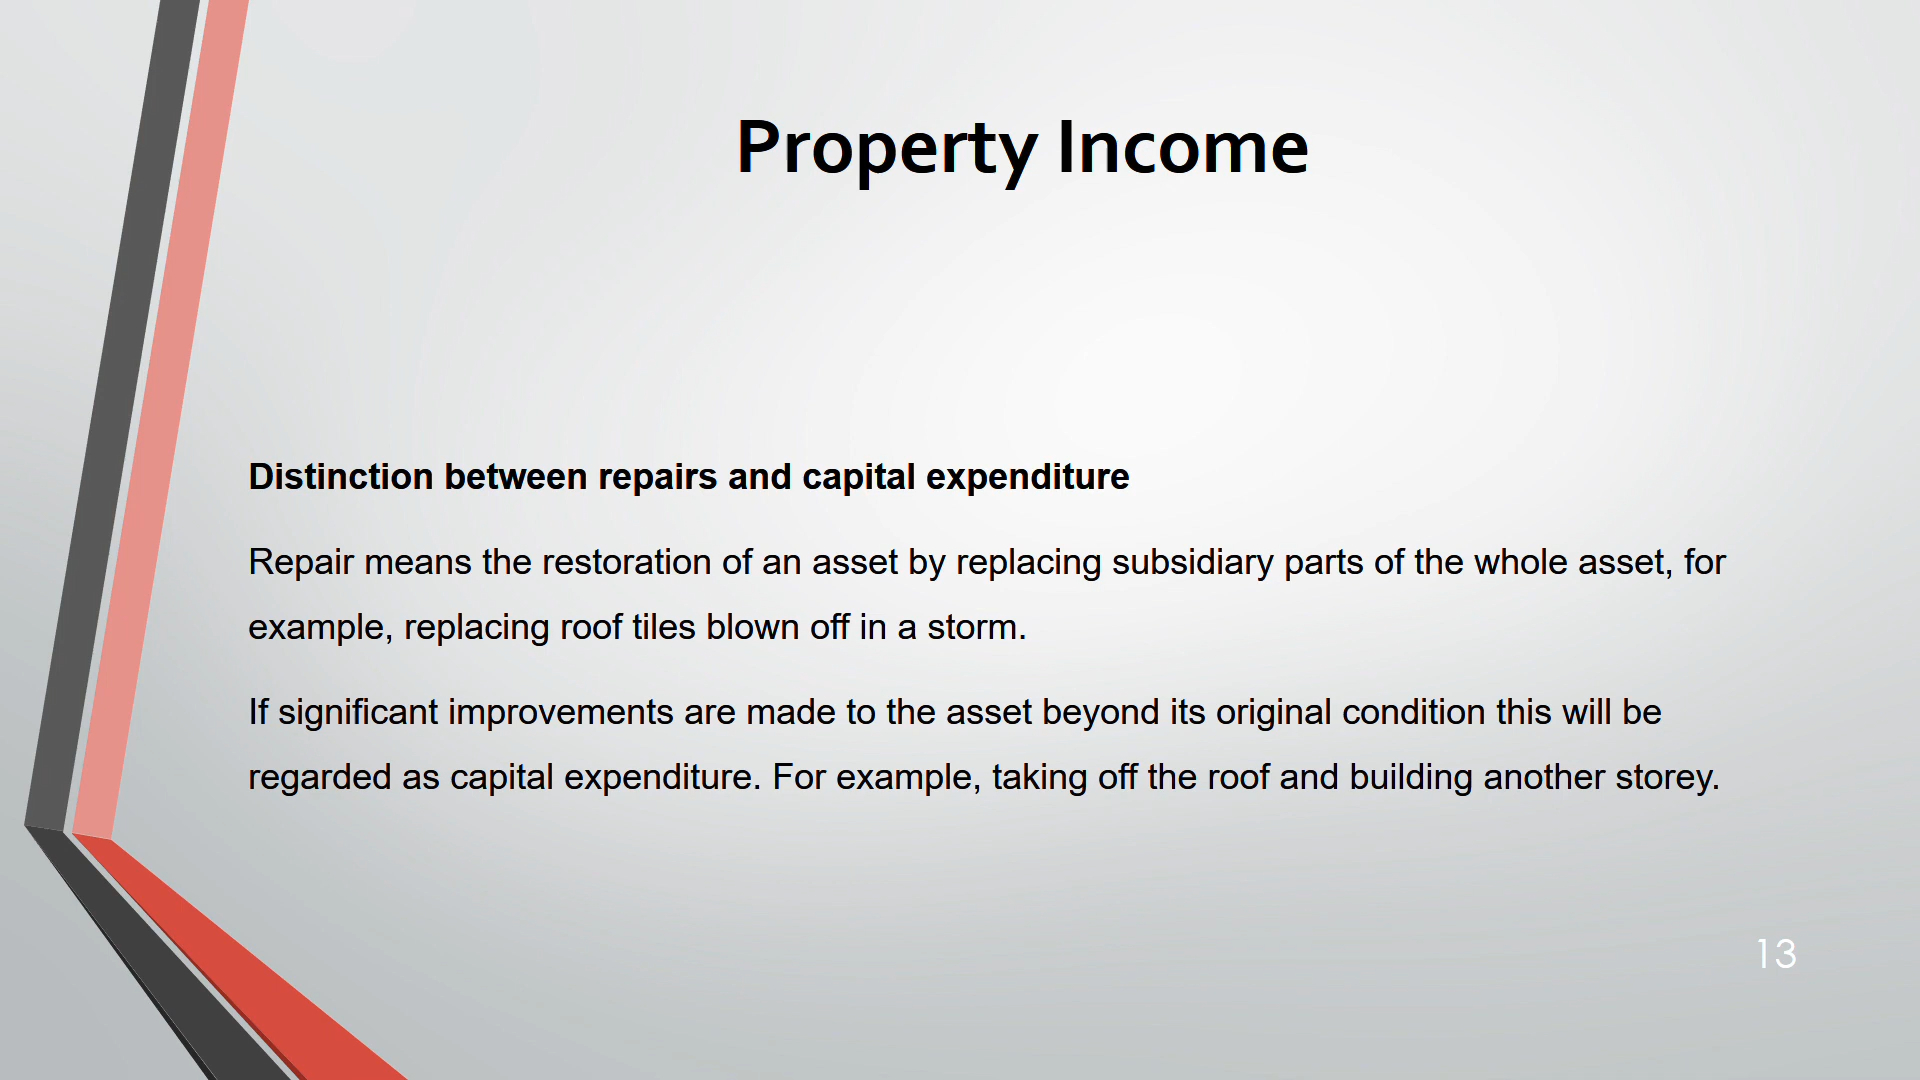 Property Income
Distinction between repairs and capital expenditure
Repair means the restoration of an asset by replacing subsidiary parts of the whole asset, for
example, replacing roof tiles blown off in a storm.
If significant improvements are made to the asset beyond its original condition this will be
regarded as capital expenditure. For example, taking off the roof and building another storey.
13